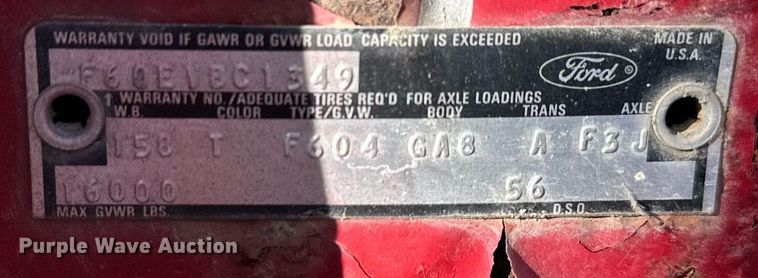 WARRANTY VOID IF GAWR OR GVWR LOAD CAPACITY IS EXCEEDED
MADE IN
U.S.A.
F60EVBC1349
Ford®
↑ WARRANTY NO./ADEQUATE TIRES REQ'D FOR AXLE LOADINGS
W.B. COLOR TYPE/G.V.W. BODY TRANS AXLE
158 T F604 GA8 A F3J
16000 56
MAX GVWR LBS. D.S.O.
Purple Wave Auction